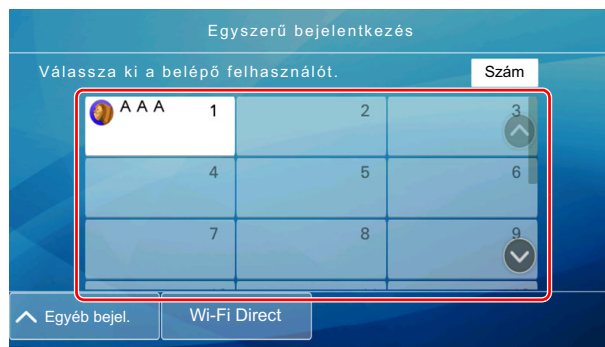 Egyszerű bejelentkezés
Válassza ki a belépő felhasználót.
Szám
A A A 1
2
3
4
5
6
7
8
9
Egyéb bejel.
Wi-Fi Direct